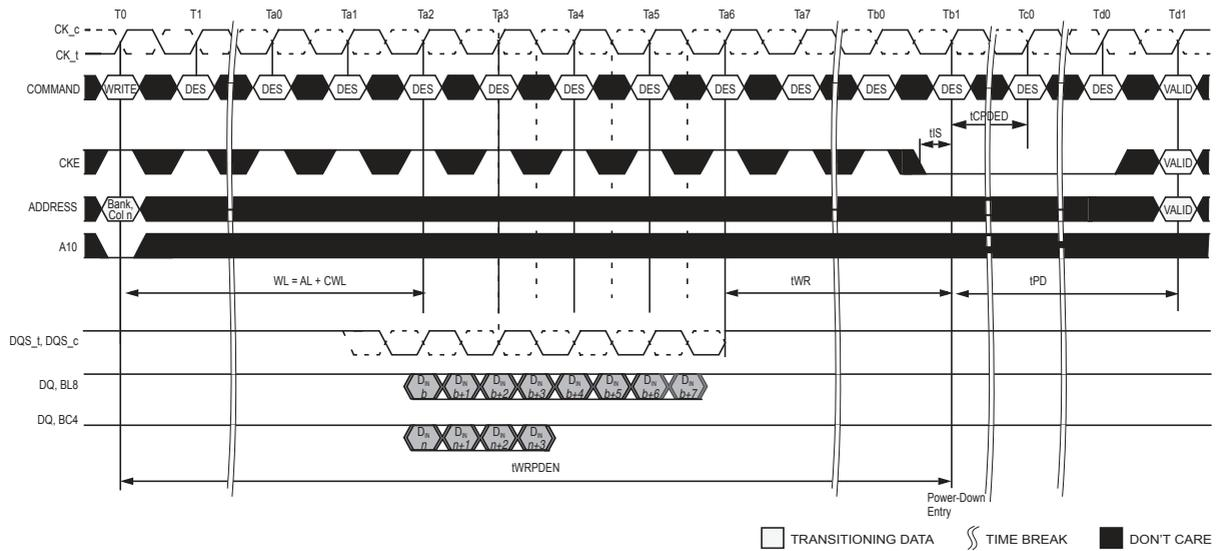 T0 T1 Ta0 Ta1 Ta2 Ta3 Ta4 Ta5 Ta6 Ta7 Tb0 Tb1 Tc0 Td0 Td1
CK_c
CK_t
COMMAND WRITE DES DES DES DES DES DES DES DES DES DES DES DES DES VALID
tCPDED
tIS
CKE VALID
ADDRESS Bank, Col n VALID
A10
WL = AL + CWL tWR tPD
DQS_t, DQS_c
DQ, BL8 DIN b DIN b+1 DIN b+2 DIN b+3 DIN b+4 DIN b+5 DIN b+6 DIN b+7
DQ, BC4
DIN n DIN n+1 DIN n+2 DIN n+3
tWRPDEN
Power-Down
Entry
TRANSITIONING DATA TIME BREAK DON'T CARE